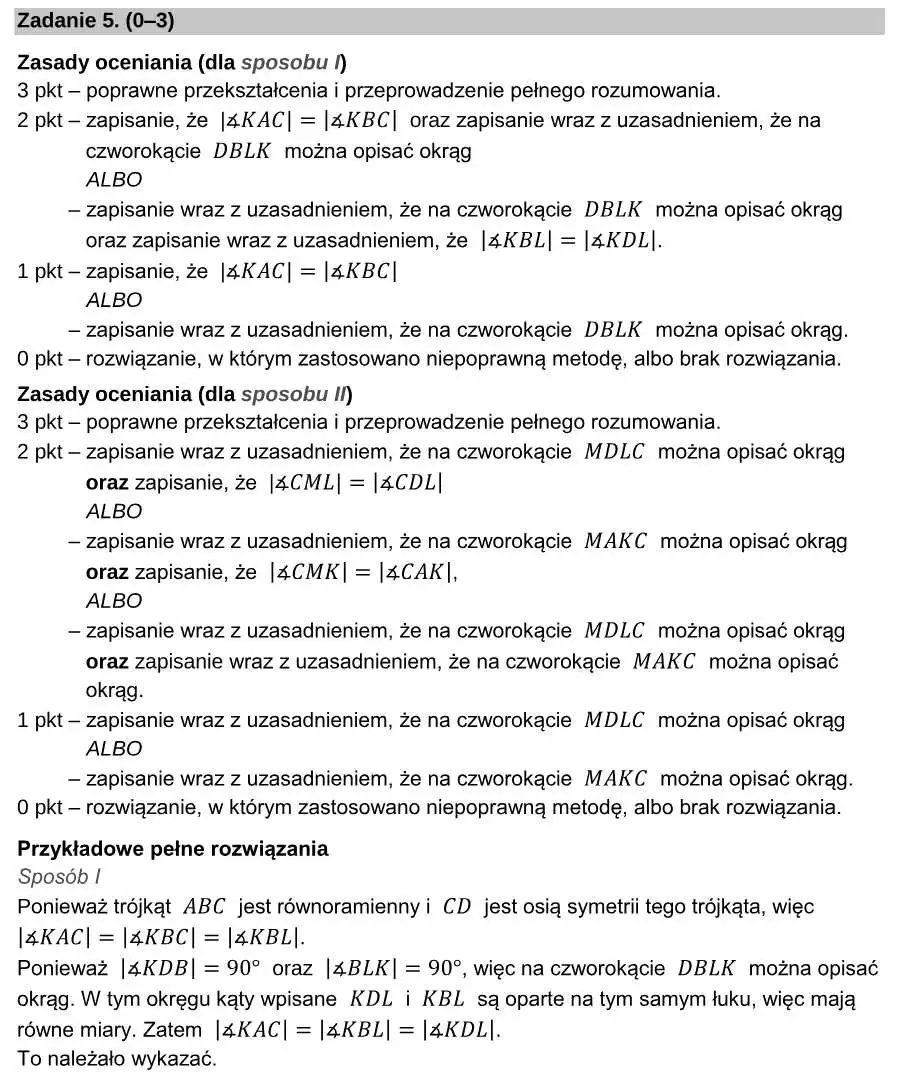 Zadanie 5. (0–3)
Zasady oceniania (dla sposobu I)
3 pkt – poprawne przekształcenia i przeprowadzenie pełnego rozumowania.
2 pkt – zapisanie, że |∡KAC| = |∡KBC| oraz zapisanie wraz z uzasadnieniem, że na
czworokącie DBLK można opisać okrąg
ALBO
– zapisanie wraz z uzasadnieniem, że na czworokącie DBLK można opisać okrąg
oraz zapisanie wraz z uzasadnieniem, że |∡KBL| = |∡KDL|.
1 pkt – zapisanie, że |∡KAC| = |∡KBC|
ALBO
– zapisanie wraz z uzasadnieniem, że na czworokącie DBLK można opisać okrąg.
0 pkt – rozwiązanie, w którym zastosowano niepoprawną metodę, albo brak rozwiązania.
Zasady oceniania (dla sposobu II)
3 pkt – poprawne przekształcenia i przeprowadzenie pełnego rozumowania.
2 pkt – zapisanie wraz z uzasadnieniem, że na czworokącie MDLC można opisać okrąg
oraz zapisanie, że |∡CML| = |∡CDL|
ALBO
– zapisanie wraz z uzasadnieniem, że na czworokącie MAKC można opisać okrąg
oraz zapisanie, że |∡CMK| = |∡CAK|,
ALBO
– zapisanie wraz z uzasadnieniem, że na czworokącie MDLC można opisać okrąg
oraz zapisanie wraz z uzasadnieniem, że na czworokącie MAKC można opisać
okrąg.
1 pkt – zapisanie wraz z uzasadnieniem, że na czworokącie MDLC można opisać okrąg
ALBO
– zapisanie wraz z uzasadnieniem, że na czworokącie MAKC można opisać okrąg.
0 pkt – rozwiązanie, w którym zastosowano niepoprawną metodę, albo brak rozwiązania.
Przykładowe pełne rozwiązania
Sposób I
Ponieważ trójkąt ABC jest równoramienny i CD jest osią symetrii tego trójkąta, więc
|∡KAC| = |∡KBC| = |∡KBL|.
Ponieważ |∡KDB| = 90° oraz |∡BLK| = 90°, więc na czworokącie DBLK można opisać
okrąg. W tym okręgu kąty wpisane KDL i KBL są oparte na tym samym łuku, więc mają
równe miary. Zatem |∡KAC| = |∡KBL| = |∡KDL|.
To należało wykazać.